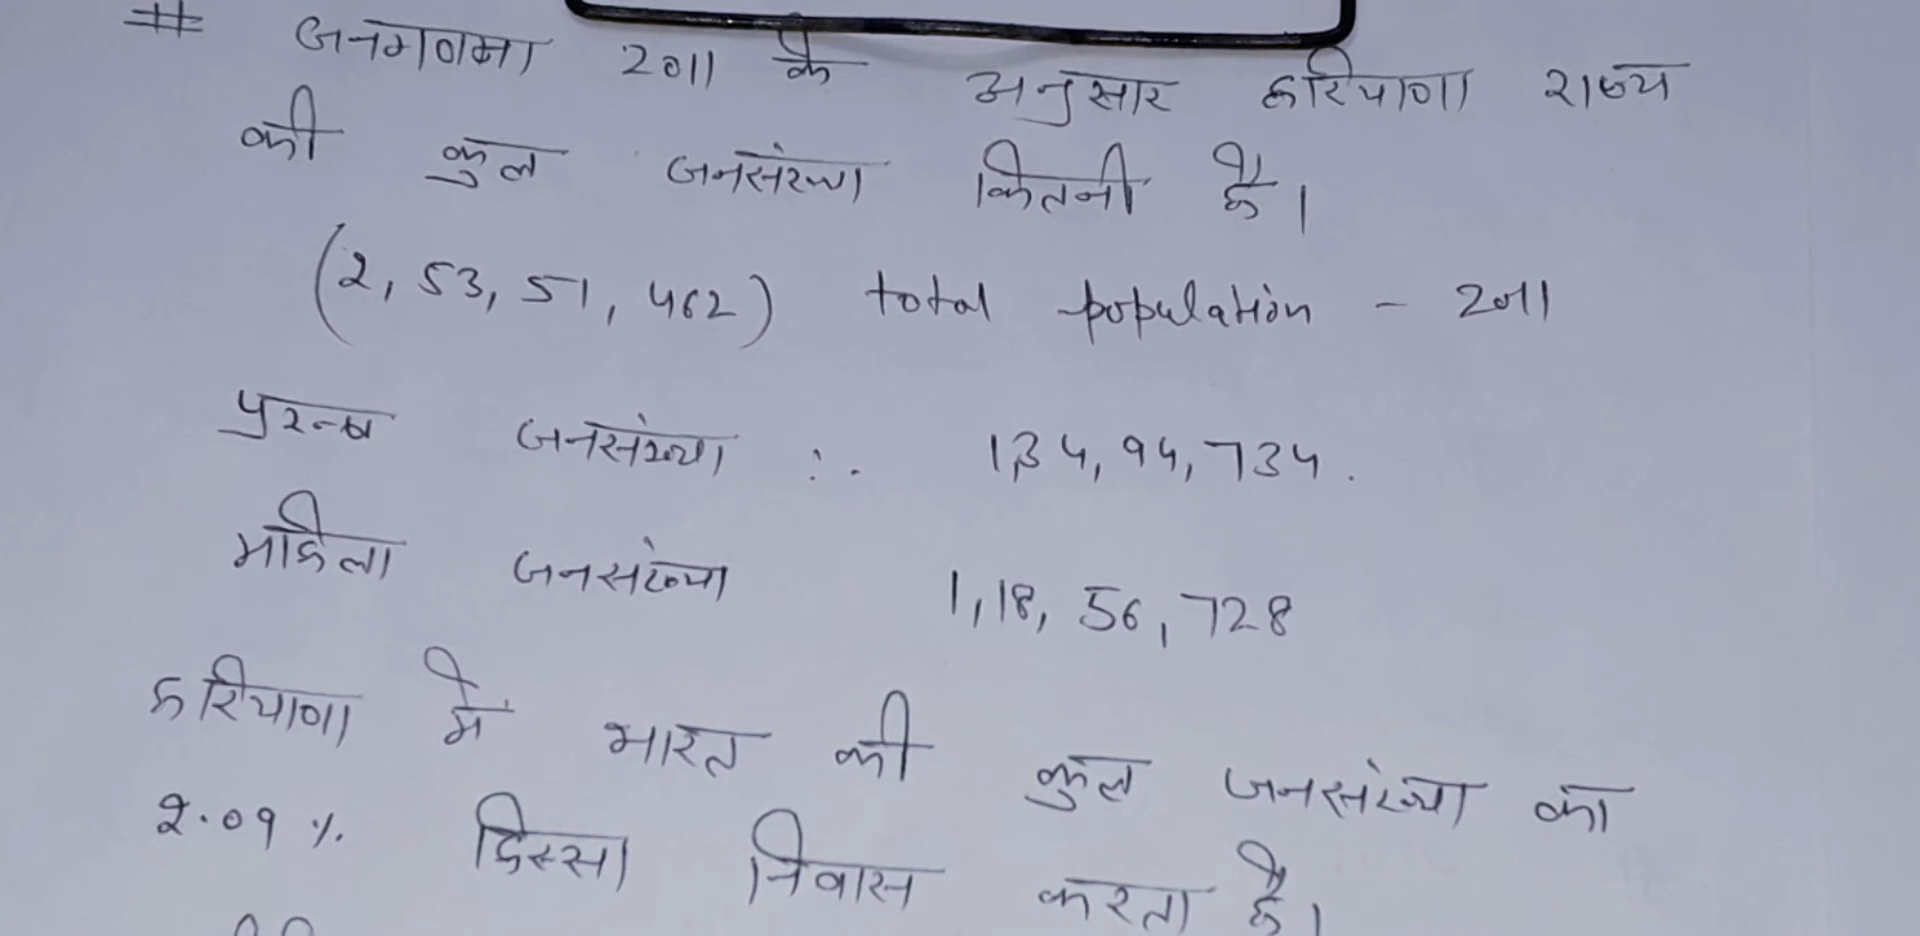 # जनगणना 2011 के अनुसार हरियाणा राज्य
की कुल जनसंख्या कितनी है।
(2,53,51,462) total population - 2011
पुरुष जनसंख्या :. 1,34,94,734.
महिला जनसंख्या 1,18,56,728
हरियाणा में भारत की कुल जनसंख्या का
2.09% हिस्सा निवास करता है।